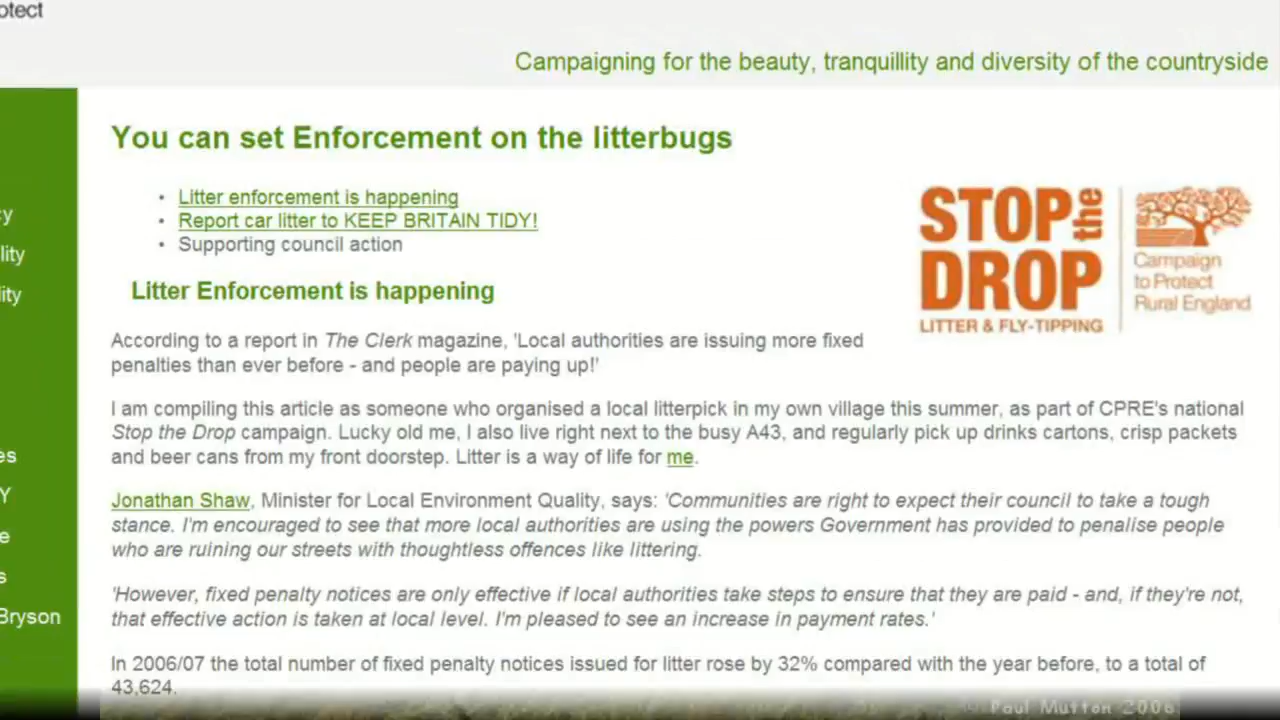 otect
Campaigning for the beauty, tranquillity and diversity of the countryside
You can set Enforcement on the litterbugs
• Litter enforcement is happening
• Report car litter to KEEP BRITAIN TIDY!
• Supporting council action
STOP the
DROP
LITTER & FLY-TIPPING
Campaign
to Protect
Rural England
cy
lity
ity
es
Y
e
s
Bryson
Litter Enforcement is happening
According to a report in The Clerk magazine, 'Local authorities are issuing more fixed
penalties than ever before - and people are paying up!'
I am compiling this article as someone who organised a local litterpick in my own village this summer, as part of CPRE's national
Stop the Drop campaign. Lucky old me, I also live right next to the busy A43, and regularly pick up drinks cartons, crisp packets
and beer cans from my front doorstep. Litter is a way of life for me.
Jonathan Shaw, Minister for Local Environment Quality, says: 'Communities are right to expect their council to take a tough
stance. I'm encouraged to see that more local authorities are using the powers Government has provided to penalise people
who are ruining our streets with thoughtless offences like littering.
'However, fixed penalty notices are only effective if local authorities take steps to ensure that they are paid - and, if they're not,
that effective action is taken at local level. I'm pleased to see an increase in payment rates.'
In 2006/07 the total number of fixed penalty notices issued for litter rose by 32% compared with the year before, to a total of
43,624.
Paul Mutton 2006